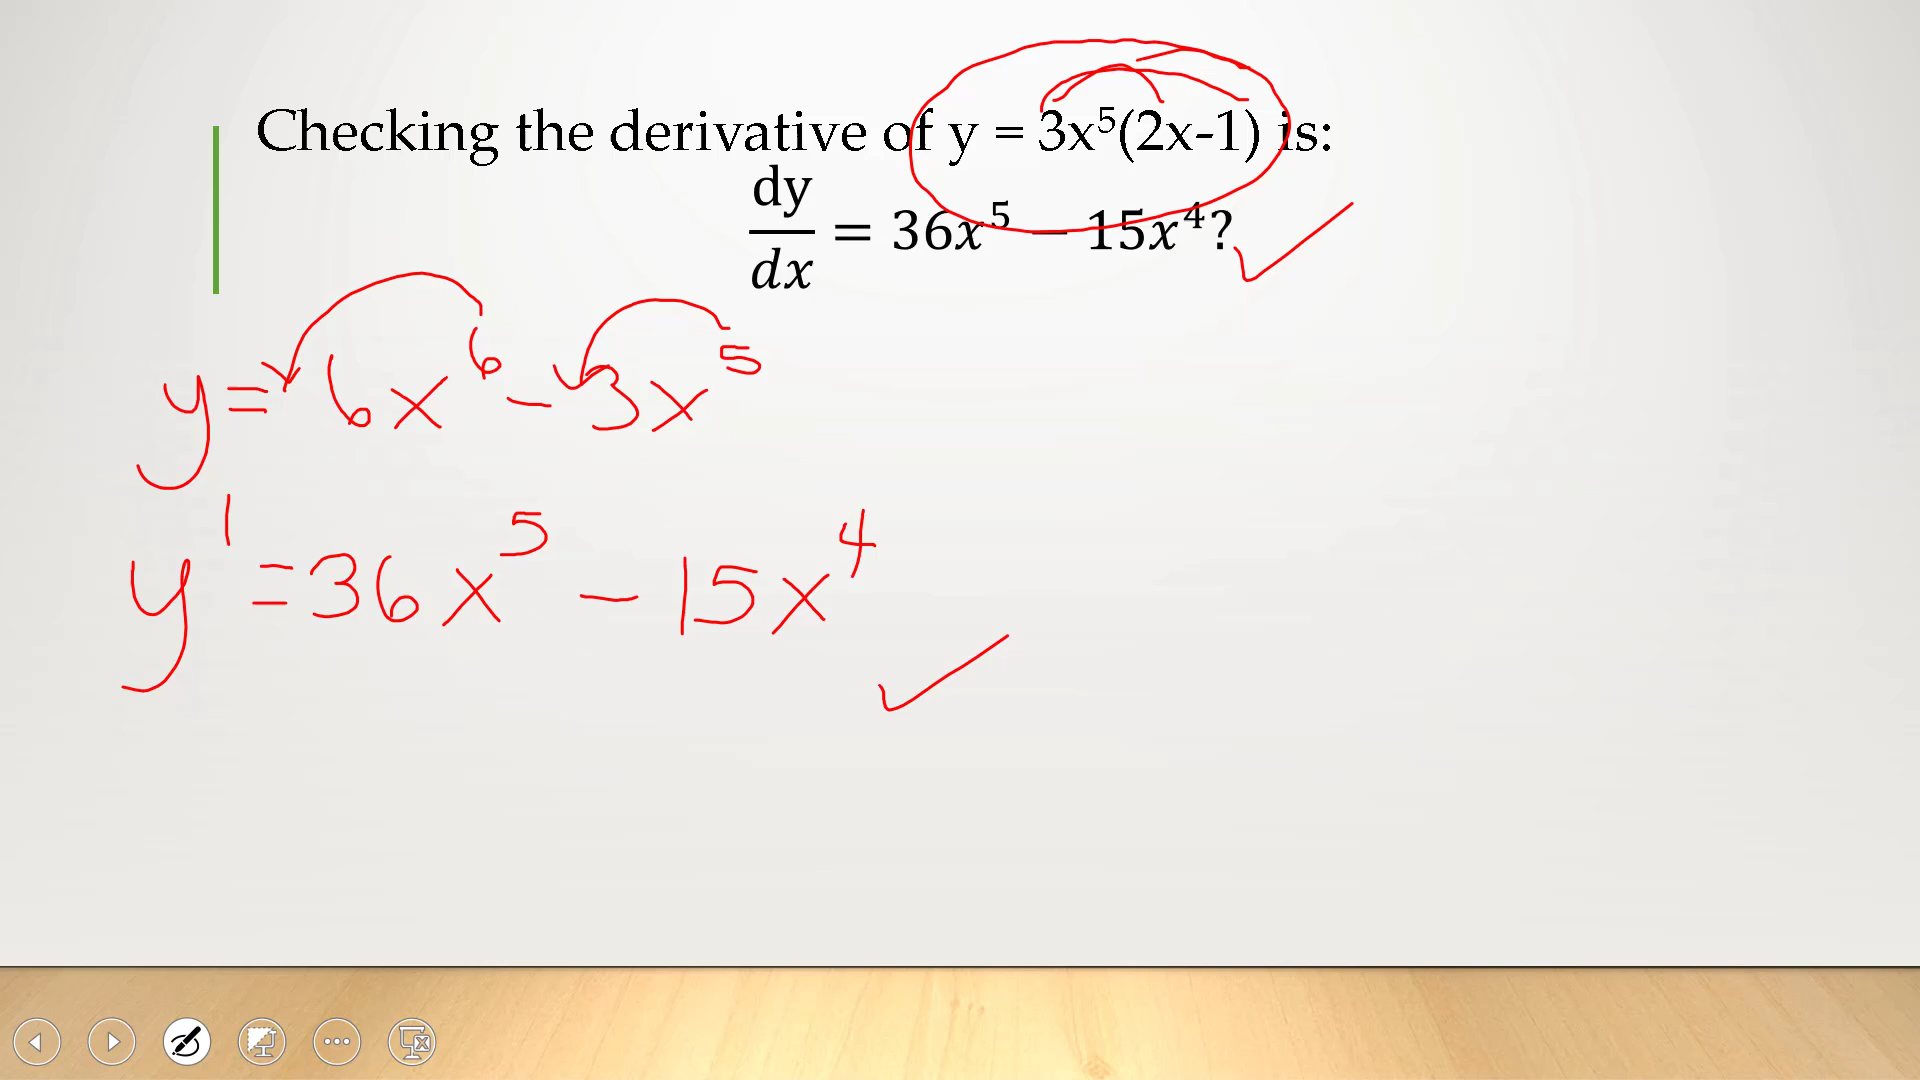 Checking the derivative of y = 3x⁵(2x-1) is:
dy/dx = 36x⁵ − 15x⁴?
y = 6x⁶ - 3x⁵
y' = 36x⁵ - 15x⁴